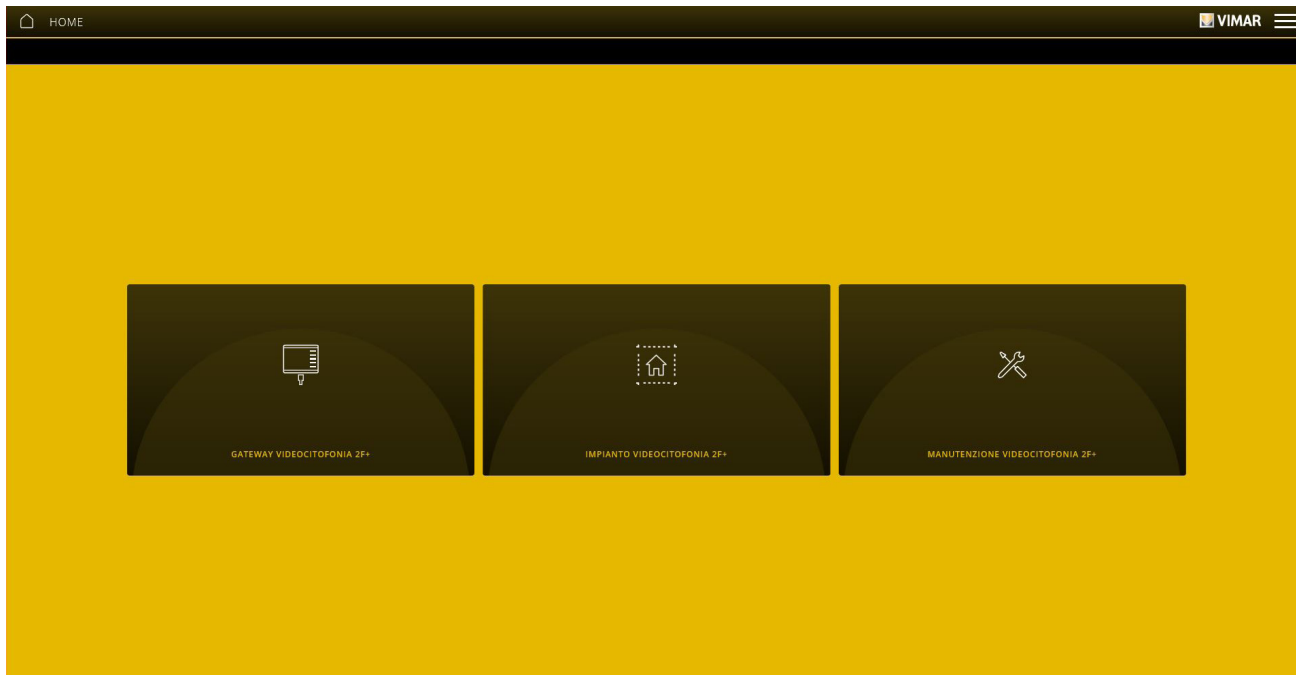 HOME
VIMAR
GATEWAY VIDEOCITOFONIA 2F+
IMPIANTO VIDEOCITOFONIA 2F+
MANUTENZIONE VIDEOCITOFONIA 2F+